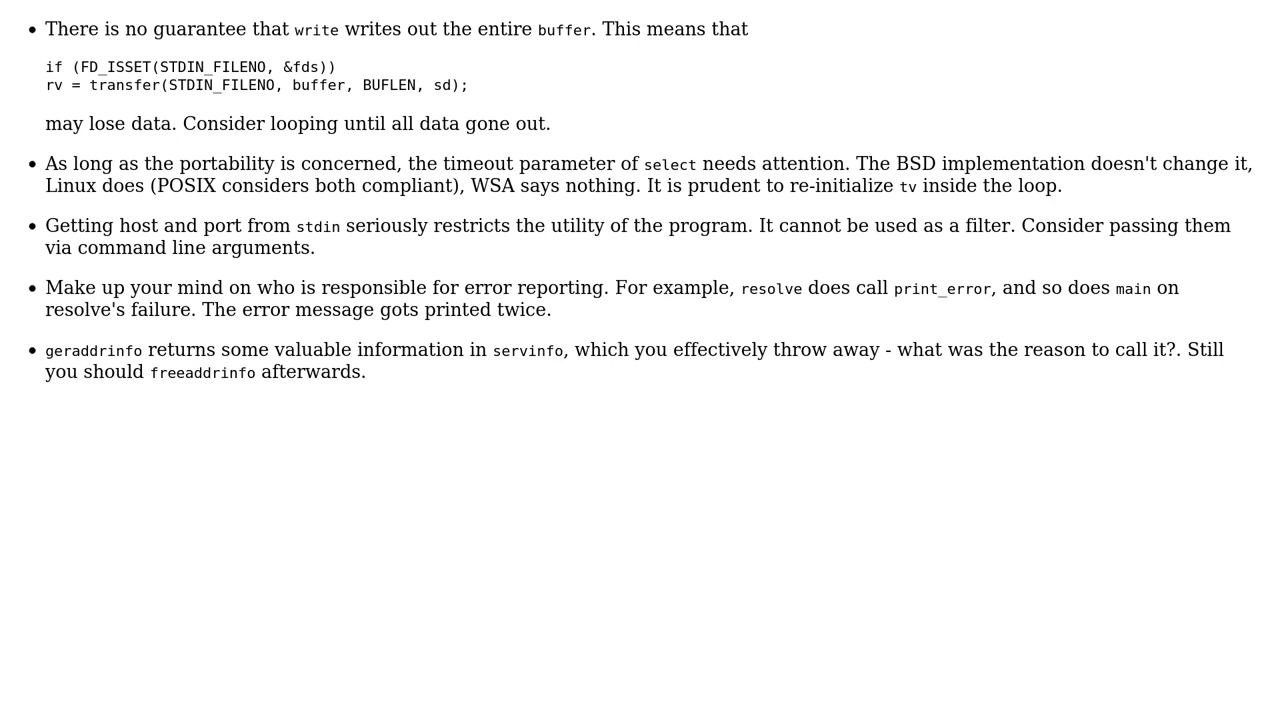 There is no guarantee that write writes out the entire buffer. This means that
if (FD_ISSET(STDIN_FILENO, &fds))
rv = transfer(STDIN_FILENO, buffer, BUFLEN, sd);
may lose data. Consider looping until all data gone out.
As long as the portability is concerned, the timeout parameter of select needs attention. The BSD implementation doesn't change it,
Linux does (POSIX considers both compliant), WSA says nothing. It is prudent to re-initialize tv inside the loop.
Getting host and port from stdin seriously restricts the utility of the program. It cannot be used as a filter. Consider passing them
via command line arguments.
Make up your mind on who is responsible for error reporting. For example, resolve does call print_error, and so does main on
resolve's failure. The error message gots printed twice.
geraddrinfo returns some valuable information in servinfo, which you effectively throw away - what was the reason to call it?. Still
you should freeaddrinfo afterwards.